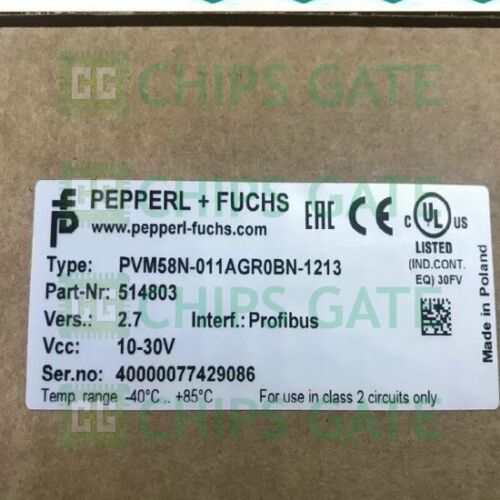 CHIPS GATE
CHIPS GATE
PEPPERL + FUCHS
www.pepperl-fuchs.com
EAC CE c UL us
LISTED
(IND.CONT.
EQ) 30FV
Type: PVM58N-011AGR0BN-1213
Part-Nr: 514803
Vers.: 2.7 Interf.: Profibus
Vcc: 10-30V
Ser.no: 40000077429086
Temp. range -40°C .. +85°C For use in class 2 circuits only
Made in Poland
CHIPS GATE
CHIPS GATE